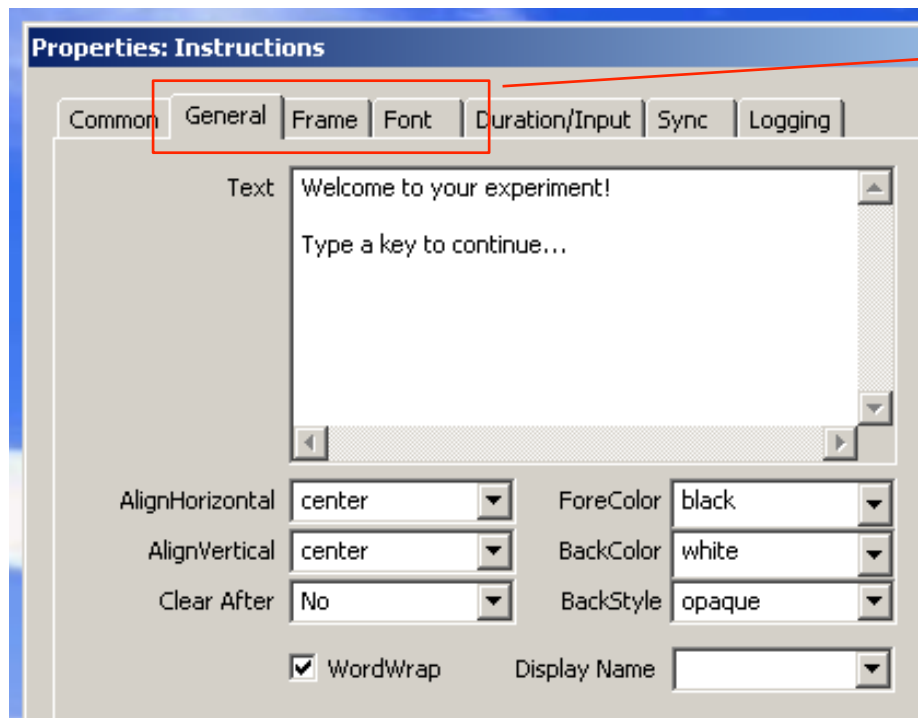 Properties: Instructions
Common General Frame Font Duration/Input Sync Logging
Text Welcome to your experiment!
Type a key to continue...
AlignHorizontal center ForeColor black
AlignVertical center BackColor white
Clear After No BackStyle opaque
WordWrap Display Name